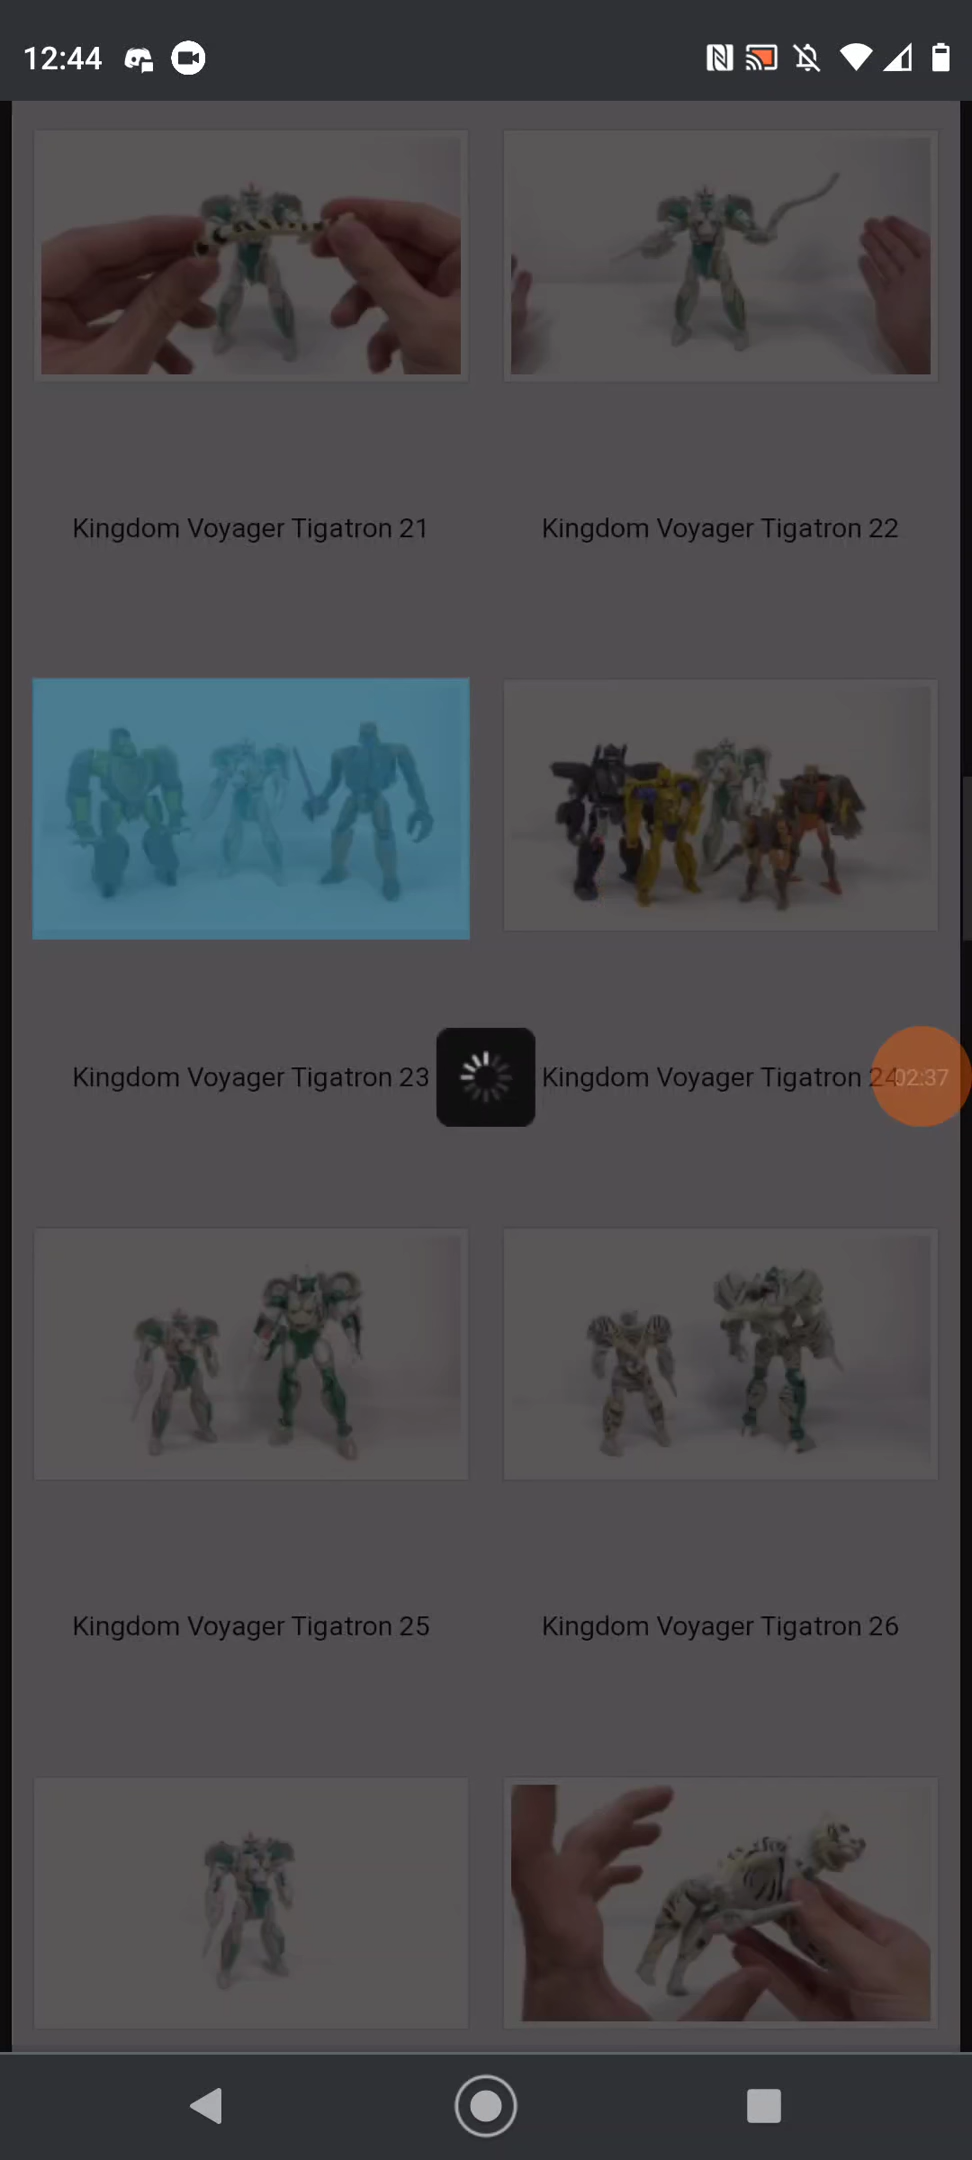 12:44
Kingdom Voyager Tigatron 21
Kingdom Voyager Tigatron 22
Kingdom Voyager Tigatron 23
Kingdom Voyager Tigatron 24
02:37
Kingdom Voyager Tigatron 25
Kingdom Voyager Tigatron 26